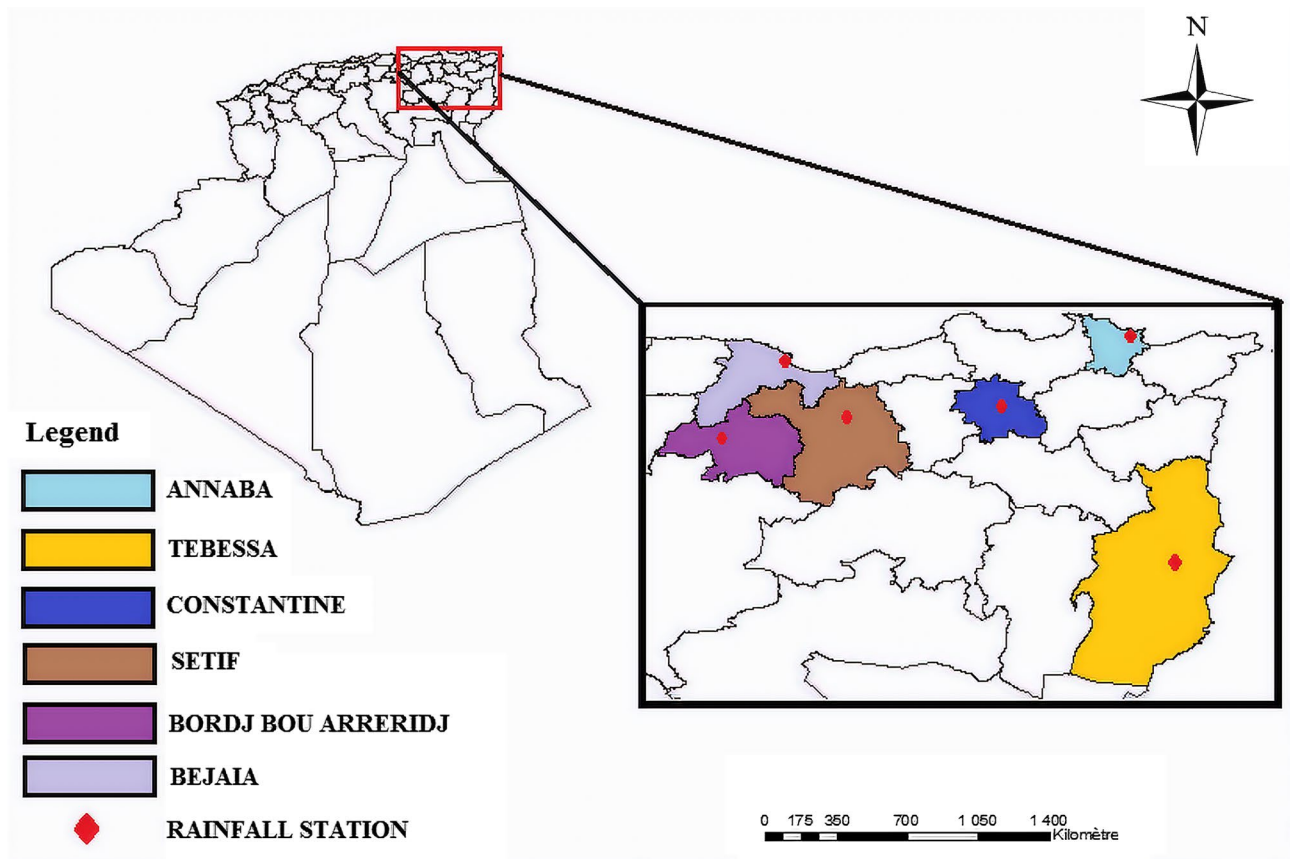 N
Legend
ANNABA
TEBESSA
CONSTANTINE
SETIF
BORDJ BOU ARRERIDJ
BEJAIA
RAINFALL STATION
0 175 350 700 1 050 1 400
Kilomètre